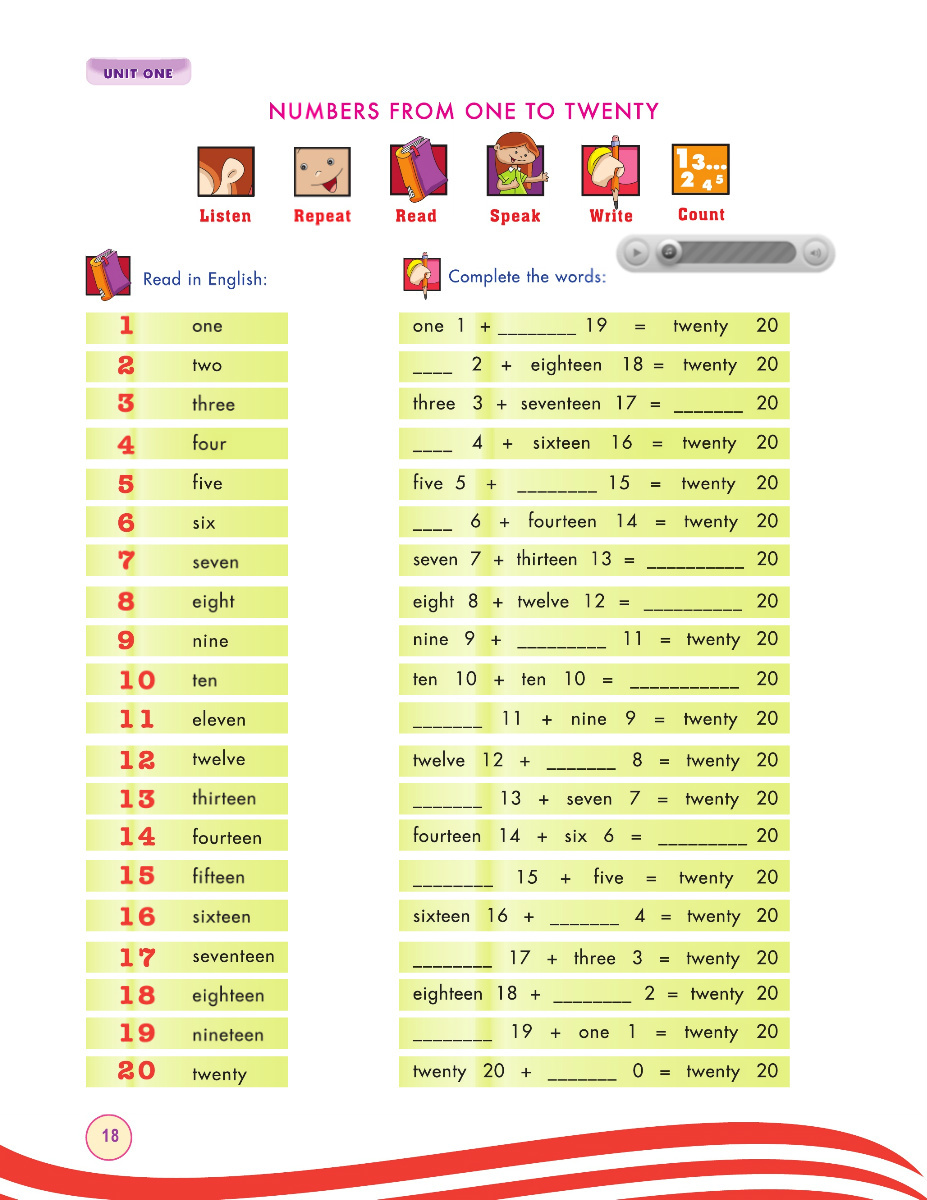 UNIT ONE
NUMBERS FROM ONE TO TWENTY
1 3...
2 4 5
Listen Repeat Read Speak Write Count
Read in English:
Complete the words:
1 one
2 two
3 three
4 four
5 five
6 six
7 seven
8 eight
9 nine
10 ten
11 eleven
12 twelve
13 thirteen
14 fourteen
15 fifteen
16 sixteen
17 seventeen
18 eighteen
19 nineteen
20 twenty
one 1 + ________ 19 = twenty 20
____ 2 + eighteen 18 = twenty 20
three 3 + seventeen 17 = _______ 20
____ 4 + sixteen 16 = twenty 20
five 5 + ________ 15 = twenty 20
____ 6 + fourteen 14 = twenty 20
seven 7 + thirteen 13 = __________ 20
eight 8 + twelve 12 = __________ 20
nine 9 + _________ 11 = twenty 20
ten 10 + ten 10 = ___________ 20
_______ 11 + nine 9 = twenty 20
twelve 12 + _______ 8 = twenty 20
_______ 13 + seven 7 = twenty 20
fourteen 14 + six 6 = _________ 20
________ 15 + five = twenty 20
sixteen 16 + _______ 4 = twenty 20
________ 17 + three 3 = twenty 20
eighteen 18 + ________ 2 = twenty 20
________ 19 + one 1 = twenty 20
twenty 20 + _______ 0 = twenty 20
18